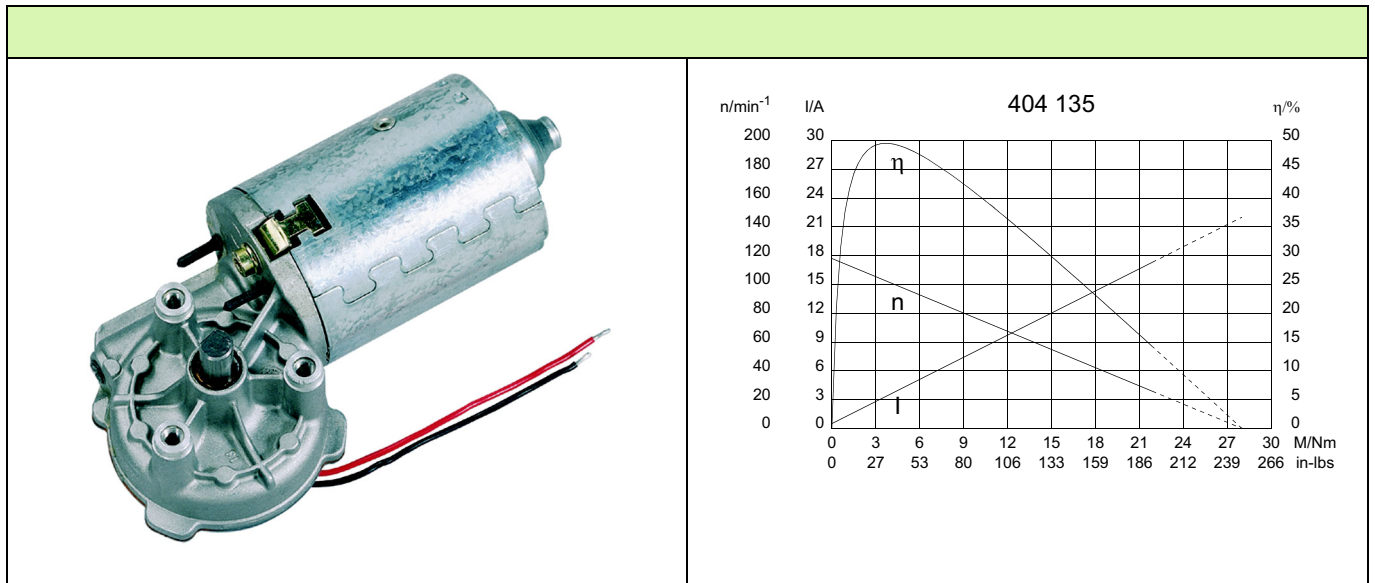 n/min-1 I/A 404 135 η/%
200 30 50
180 27 45
160 24 40
140 21 35
120 18 30
100 15 25
80 12 20
60 9 15
40 6 10
20 3 5
0 0 0
η
n
I
0 3 6 9 12 15 18 21 24 27 30 M/Nm
0 27 53 80 106 133 159 186 212 239 266 in-lbs